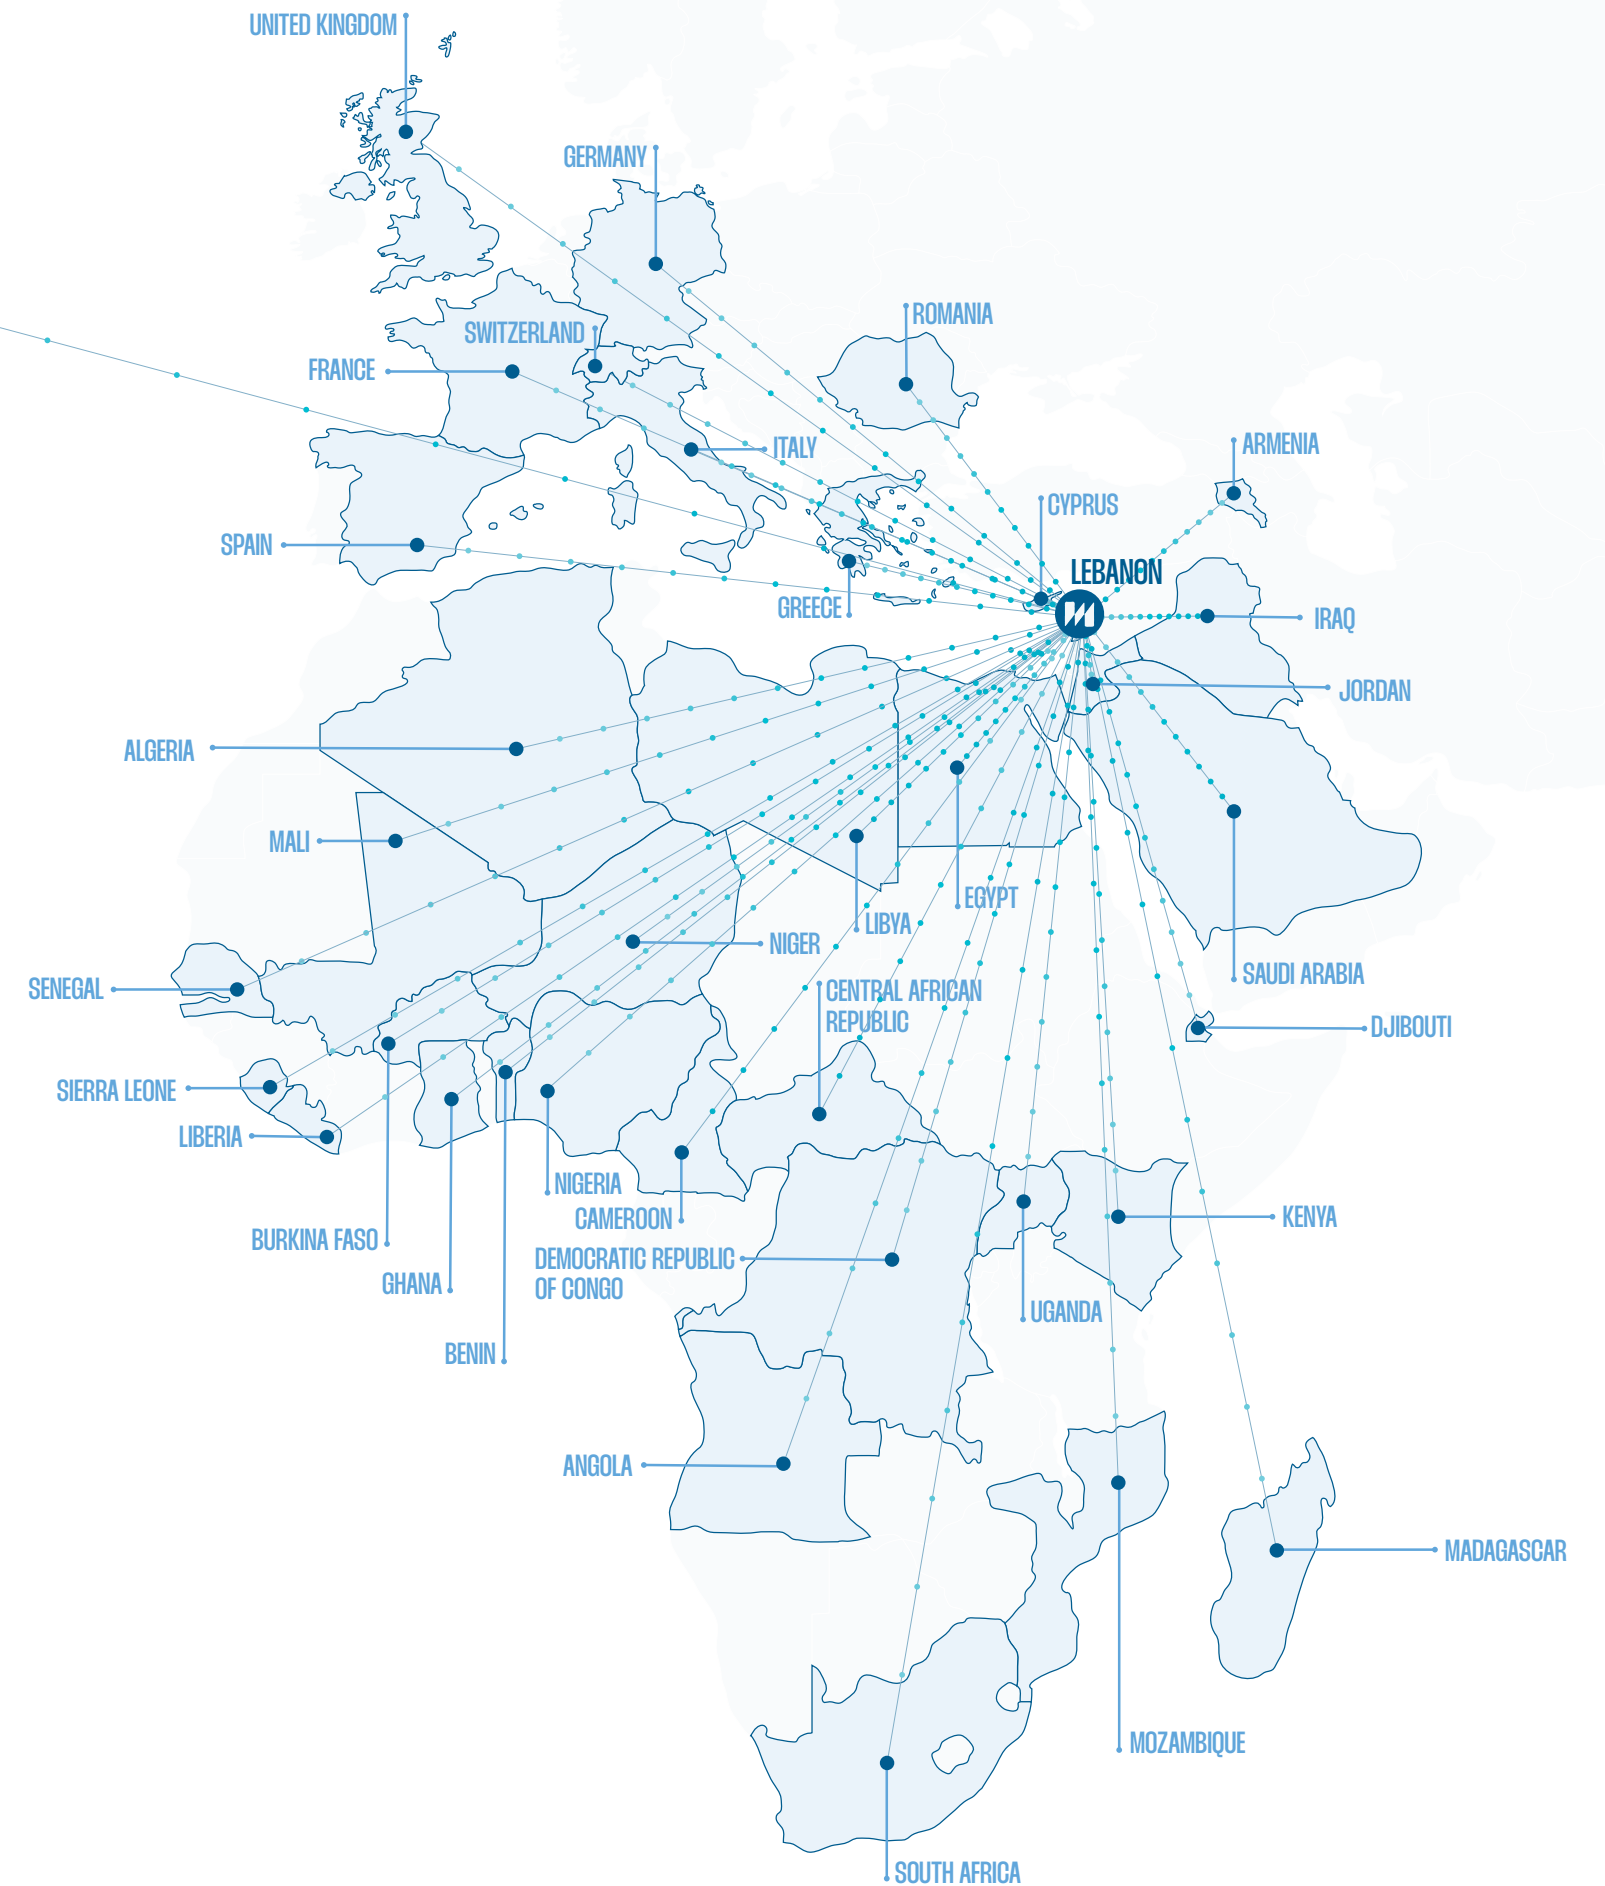 UNITED KINGDOM
GERMANY
ROMANIA
SWITZERLAND
FRANCE
ITALY
ARMENIA
CYPRUS
SPAIN
LEBANON
GREECE
IRAQ
JORDAN
ALGERIA
MALI
EGYPT
LIBYA
NIGER
SAUDI ARABIA
SENEGAL
CENTRAL AFRICAN
REPUBLIC
DJIBOUTI
SIERRA LEONE
LIBERIA
NIGERIA
CAMEROON
KENYA
BURKINA FASO
DEMOCRATIC REPUBLIC
OF CONGO
GHANA
UGANDA
BENIN
ANGOLA
MADAGASCAR
MOZAMBIQUE
SOUTH AFRICA